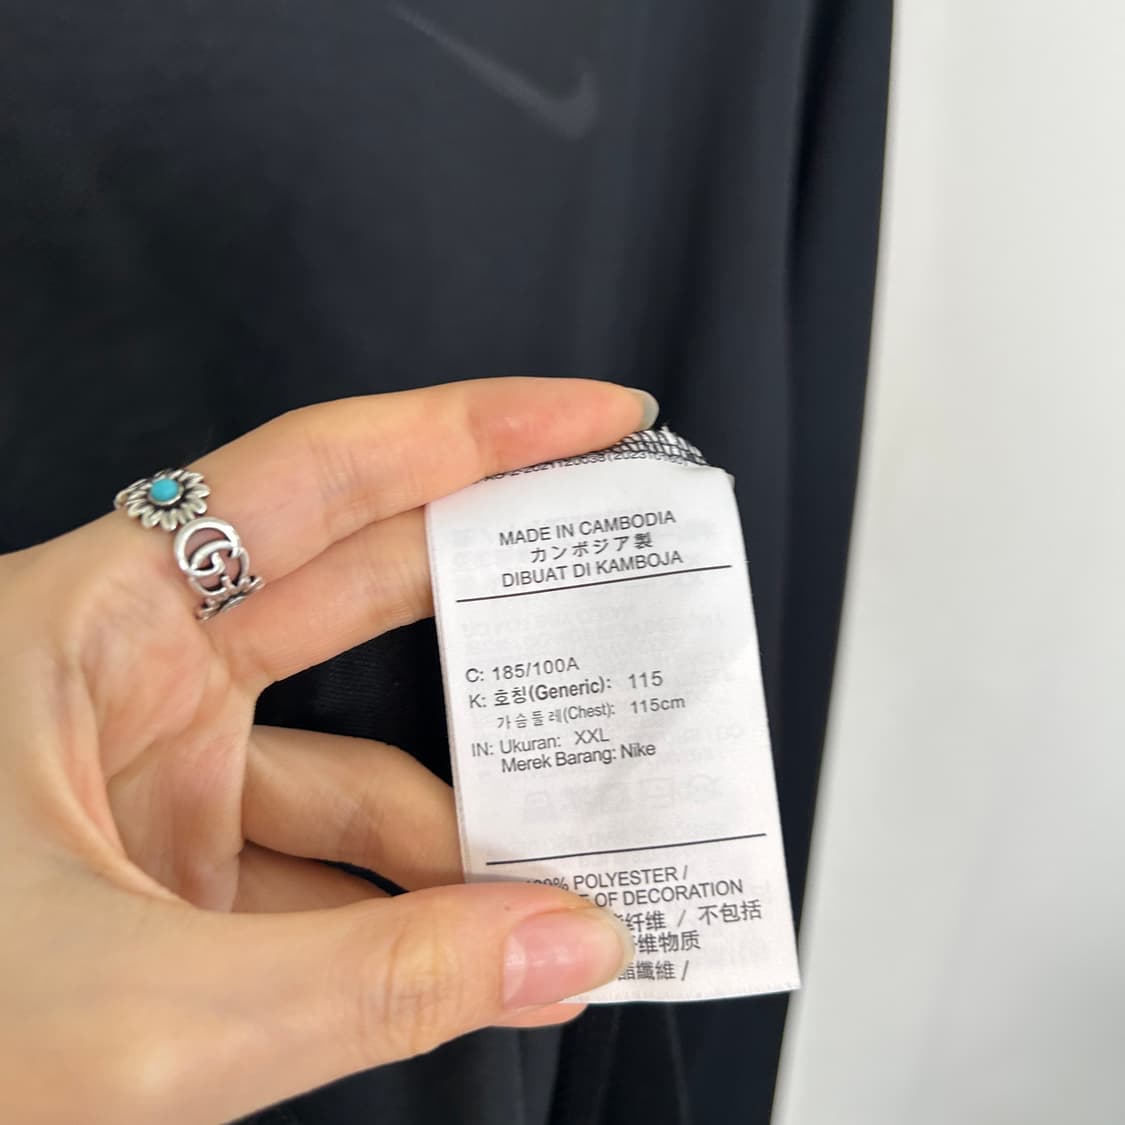 MADE IN CAMBODIA
カンボジア製
DIBUAT DI KAMBOJA
C: 185/100A
K: 호칭(Generic): 115
가슴둘레(Chest): 115cm
IN: Ukuran: XXL
Merek Barang: Nike
POLYESTER /
OF DECORATION
纤维 / 不包括
维物质
纖維 /